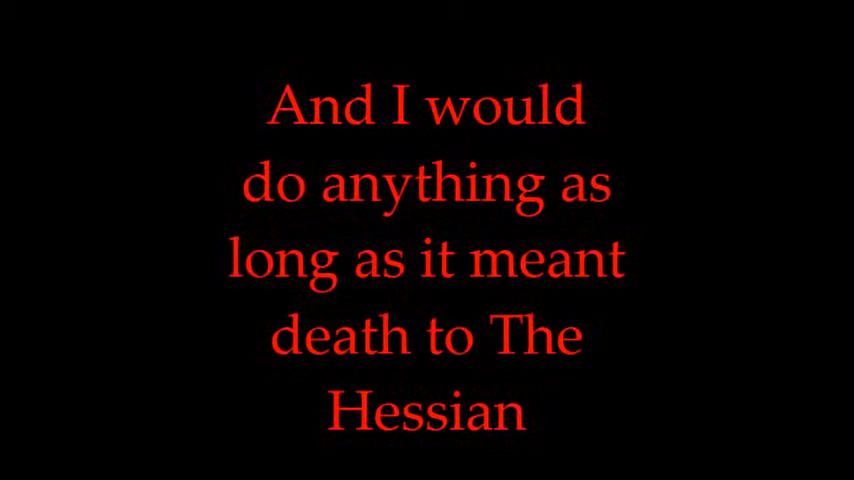 And I would
do anything as
long as it meant
death to The
Hessian